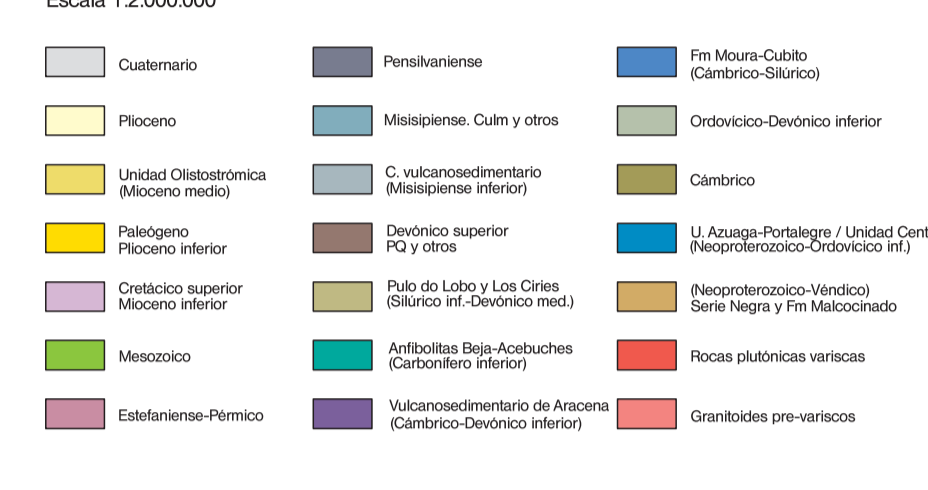 Escala 1:2.000.000
Cuaternario
Plioceno
Unidad Olistostrómica
(Mioceno medio)
Paleógeno
Plioceno inferior
Cretácico superior
Mioceno inferior
Mesozoico
Estefaniense-Pérmico
Pensilvaniense
Misisipiense. Culm y otros
C. vulcanosedimentario
(Misisipiense inferior)
Devónico superior
PQ y otros
Pulo do Lobo y Los Ciries
(Silúrico inf.-Devónico med.)
Anfibolitas Beja-Acebuches
(Carbonífero inferior)
Vulcanosedimentario de Aracena
(Cámbrico-Devónico inferior)
Fm Moura-Cubito
(Cámbrico-Silúrico)
Ordovícico-Devónico inferior
Cámbrico
U. Azuaga-Portalegre / Unidad Cent
(Neoproterozoico-Ordovícico inf.)
(Neoproterozoico-Véndico)
Serie Negra y Fm Malcocinado
Rocas plutónicas variscas
Granitoides pre-variscos